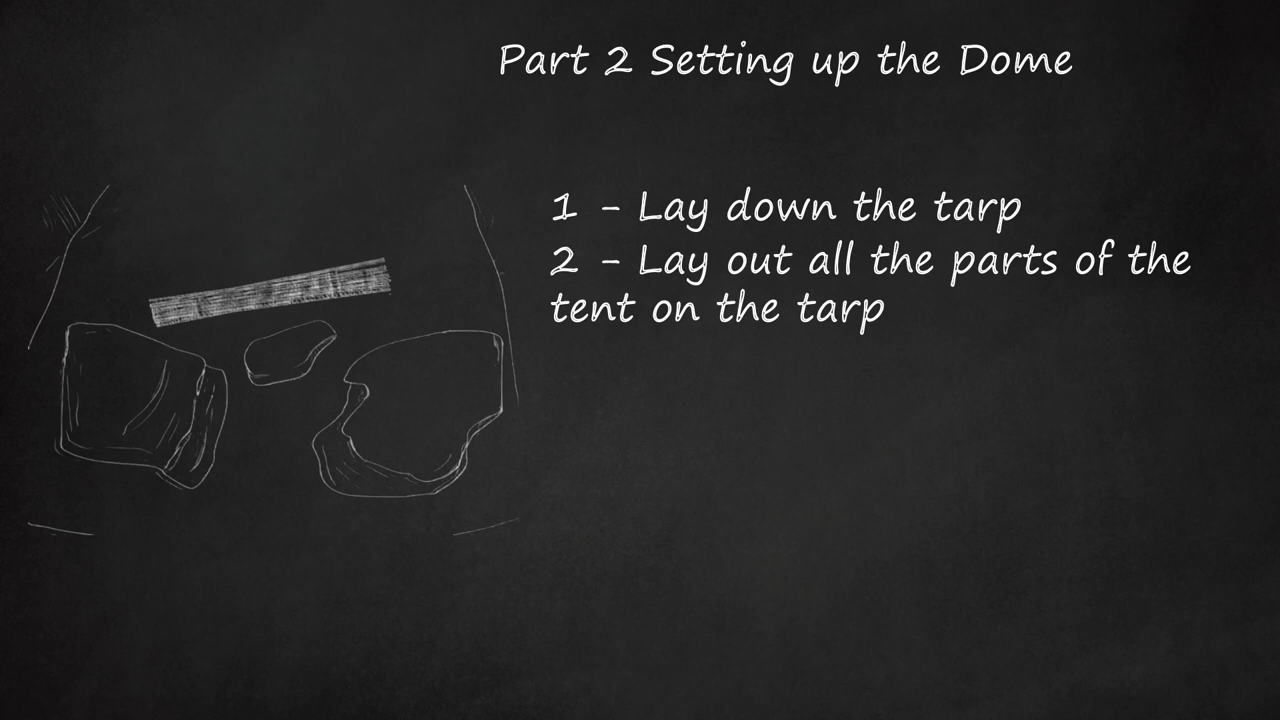 Part 2 Setting up the Dome
1 - Lay down the tarp
2 - Lay out all the parts of the
tent on the tarp